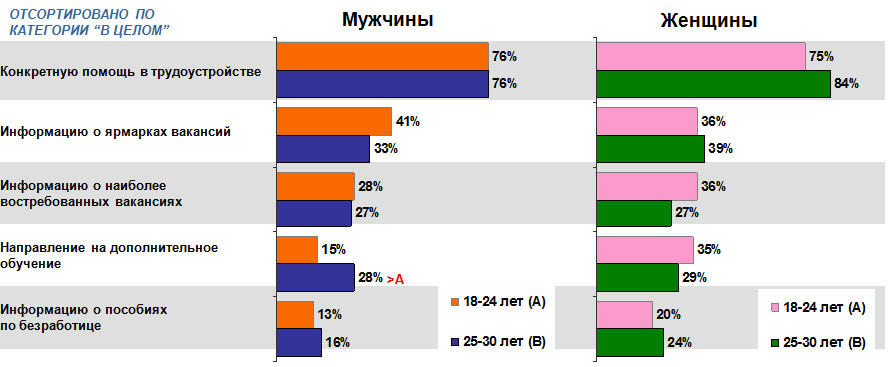 ОТСОРТИРОВАНО ПО
КАТЕГОРИИ “В ЦЕЛОМ”
Мужчины
Женщины
Конкретную помощь в трудоустройстве
76%
76%
75%
84%
Информацию о ярмарках вакансий
41%
33%
36%
39%
Информацию о наиболее
востребованных вакансиях
28%
27%
36%
27%
Направление на дополнительное
обучение
15%
28% >A
35%
29%
Информацию о пособиях
по безработице
13%
16%
20%
24%
18-24 лет (A)
25-30 лет (B)
18-24 лет (A)
25-30 лет (B)